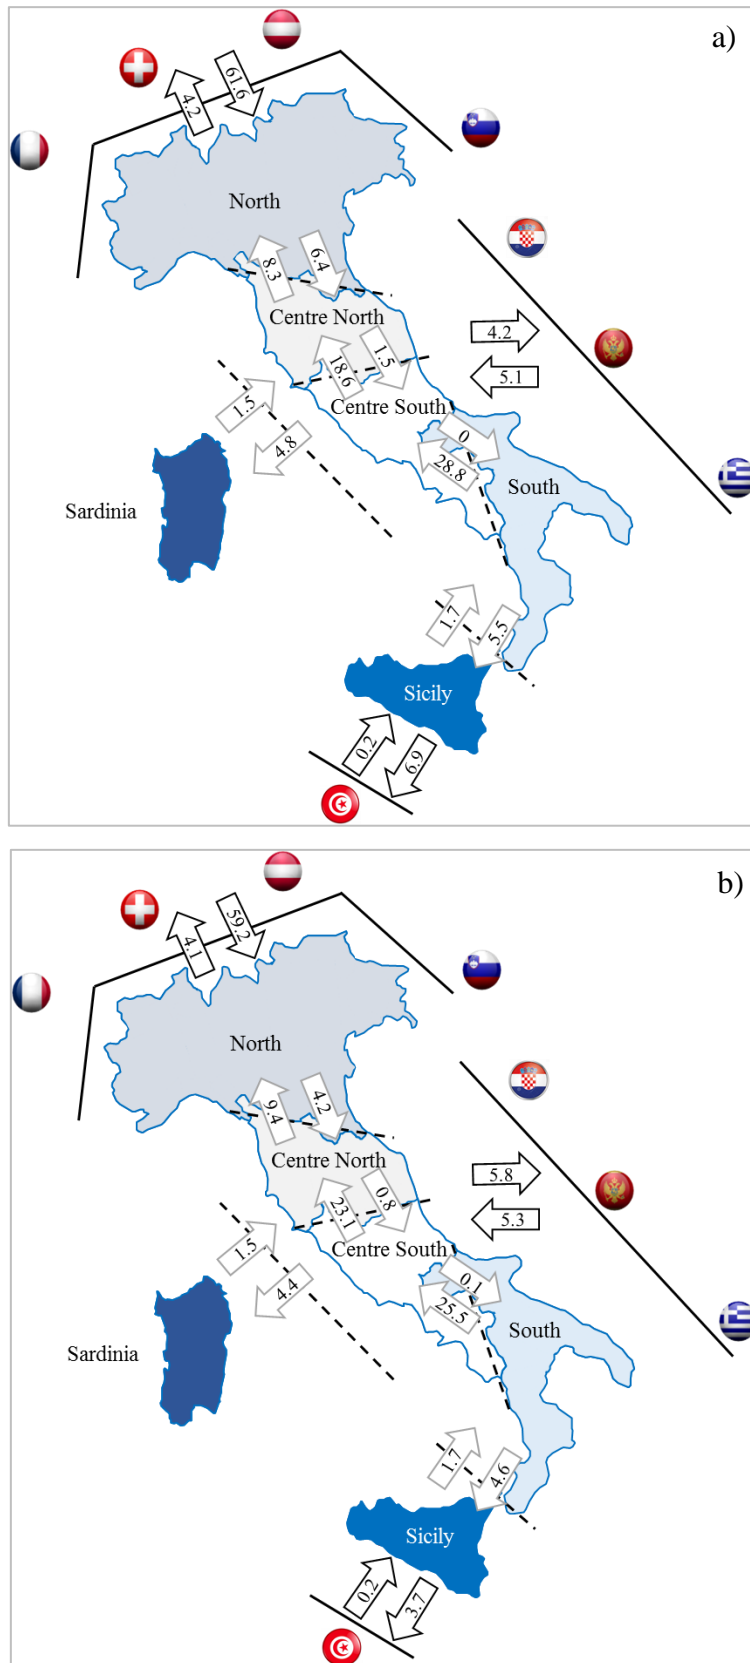 a)
61.6
4.2
North
8.3
6.4
Centre North
4.2
18.6
1.5
5.1
1.5
Centre South
4.8
0
28.8
South
Sardinia
1.7
5.5
Sicily
0.2
6.9
b)
59.2
4.1
North
9.4
4.2
Centre North
5.8
23.1
0.8
5.3
1.5
Centre South
4.4
0.1
25.5
South
Sardinia
1.7
4.6
Sicily
0.2
3.7